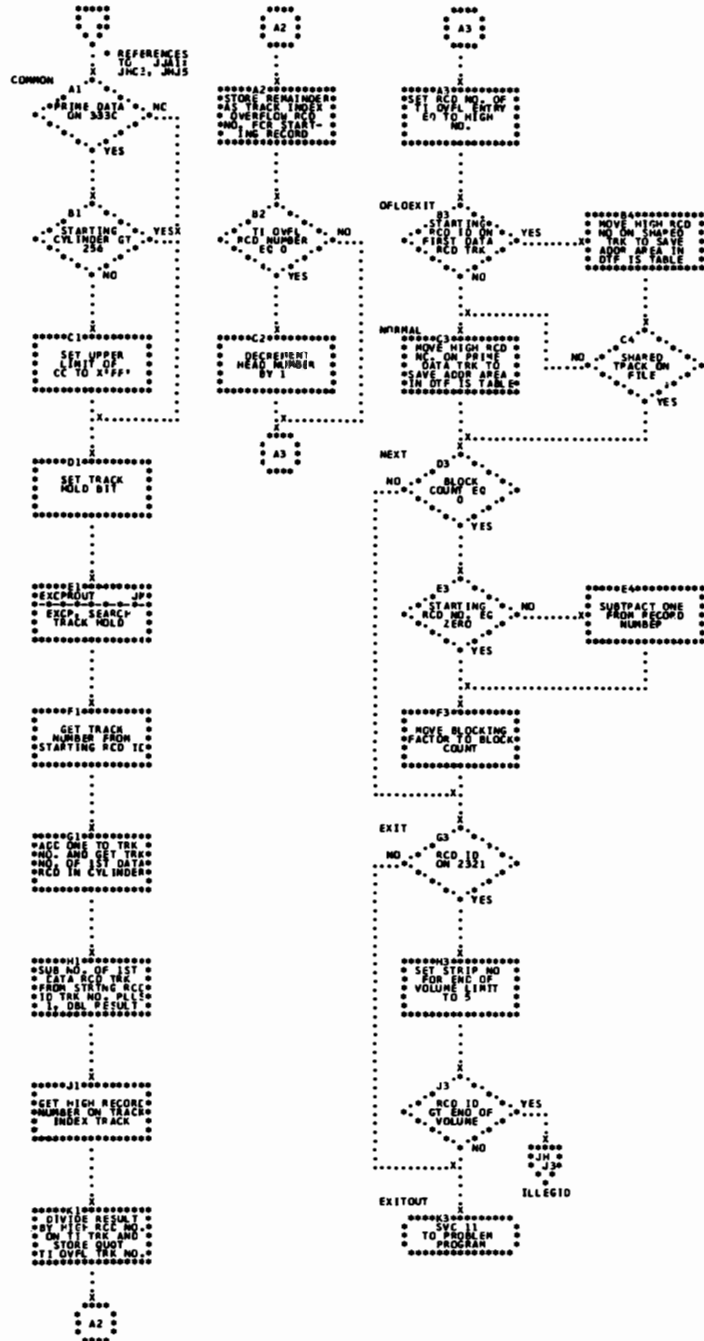 REFERENCES
TO JJA1,
JHC3, JHJ5
COMMON
A1
PRIME DATA
ON 333C
NC
YES
B1
STARTING
CYLINDER GT
256
YES
NO
C1
SET UPPER
LIMIT OF
CC TO X'FF'
D1
SET TRACK
HOLD BIT
E1
EXCPROUT JP
EXCP, SEARCH
TRACK HOLD
F1
GET TRACK
NUMBER FROM
STARTING RCD ID
G1
ADD ONE TO TRK
NO. AND GET TRK
NO. OF 1ST DATA
RCD IN CYLINDER
H1
SUB NO. OF 1ST
DATA RCD TRK
FROM STRTNG RCD
ID TRK NO. PLUS
1, DBL RESULT
J1
GET HIGH RECORD
NUMBER ON TRACK
INDEX TRACK
K1
DIVIDE RESULT
BY HIGH RCD NO.
ON TI TRK AND
STORE QUOT
TI OVFL TRK NO.
A2
A2
A2
STORE REMAINDER
AS TRACK INDEX
OVERFLOW RCD
NO. FCR START-
ING RECORD
B2
TI OVFL
RCD NUMBER
EQ 0
NO
YES
C2
DECREMENT
HEAD NUMBER
BY 1
A3
A3
A3
SET RCD NO. OF
TI OVFL ENTRY
EQ TO HIGH
NO.
OFLOEXIT
B3
STARTING
RCD ID ON
FIRST DATA
RCD TRK
YES
NO
B4
MOVE HIGH RCD
NO ON SHARED
TRK TO SAVE
ADDR AREA IN
DTF IS TABLE
NORMAL
C3
MOVE HIGH RCD
NC. ON PRIME
DATA TRK TO
SAVE ADDR AREA
IN DTF IS TABLE
C4
SHARED
TRACK ON
FILE
NO
YES
NEXT
D3
BLOCK
COUNT EQ
0
NO
YES
E3
STARTING
RCD NO. EG
ZERO
NO
YES
E4
SUBTRACT ONE
FROM RECORD
NUMBER
F3
MOVE BLOCKING
FACTOR TO BLOCK
COUNT
EXIT
G3
RCD ID
ON 2321
NO
YES
H3
SET STRIP NO
FOR END OF
VOLUME LIMIT
TO 5
J3
RCD ID
GT END OF
VOLUME
YES
NO
JH
J3
ILLEGID
EXITOUT
K3
SVC 11
TO PROBLEM
PROGRAM